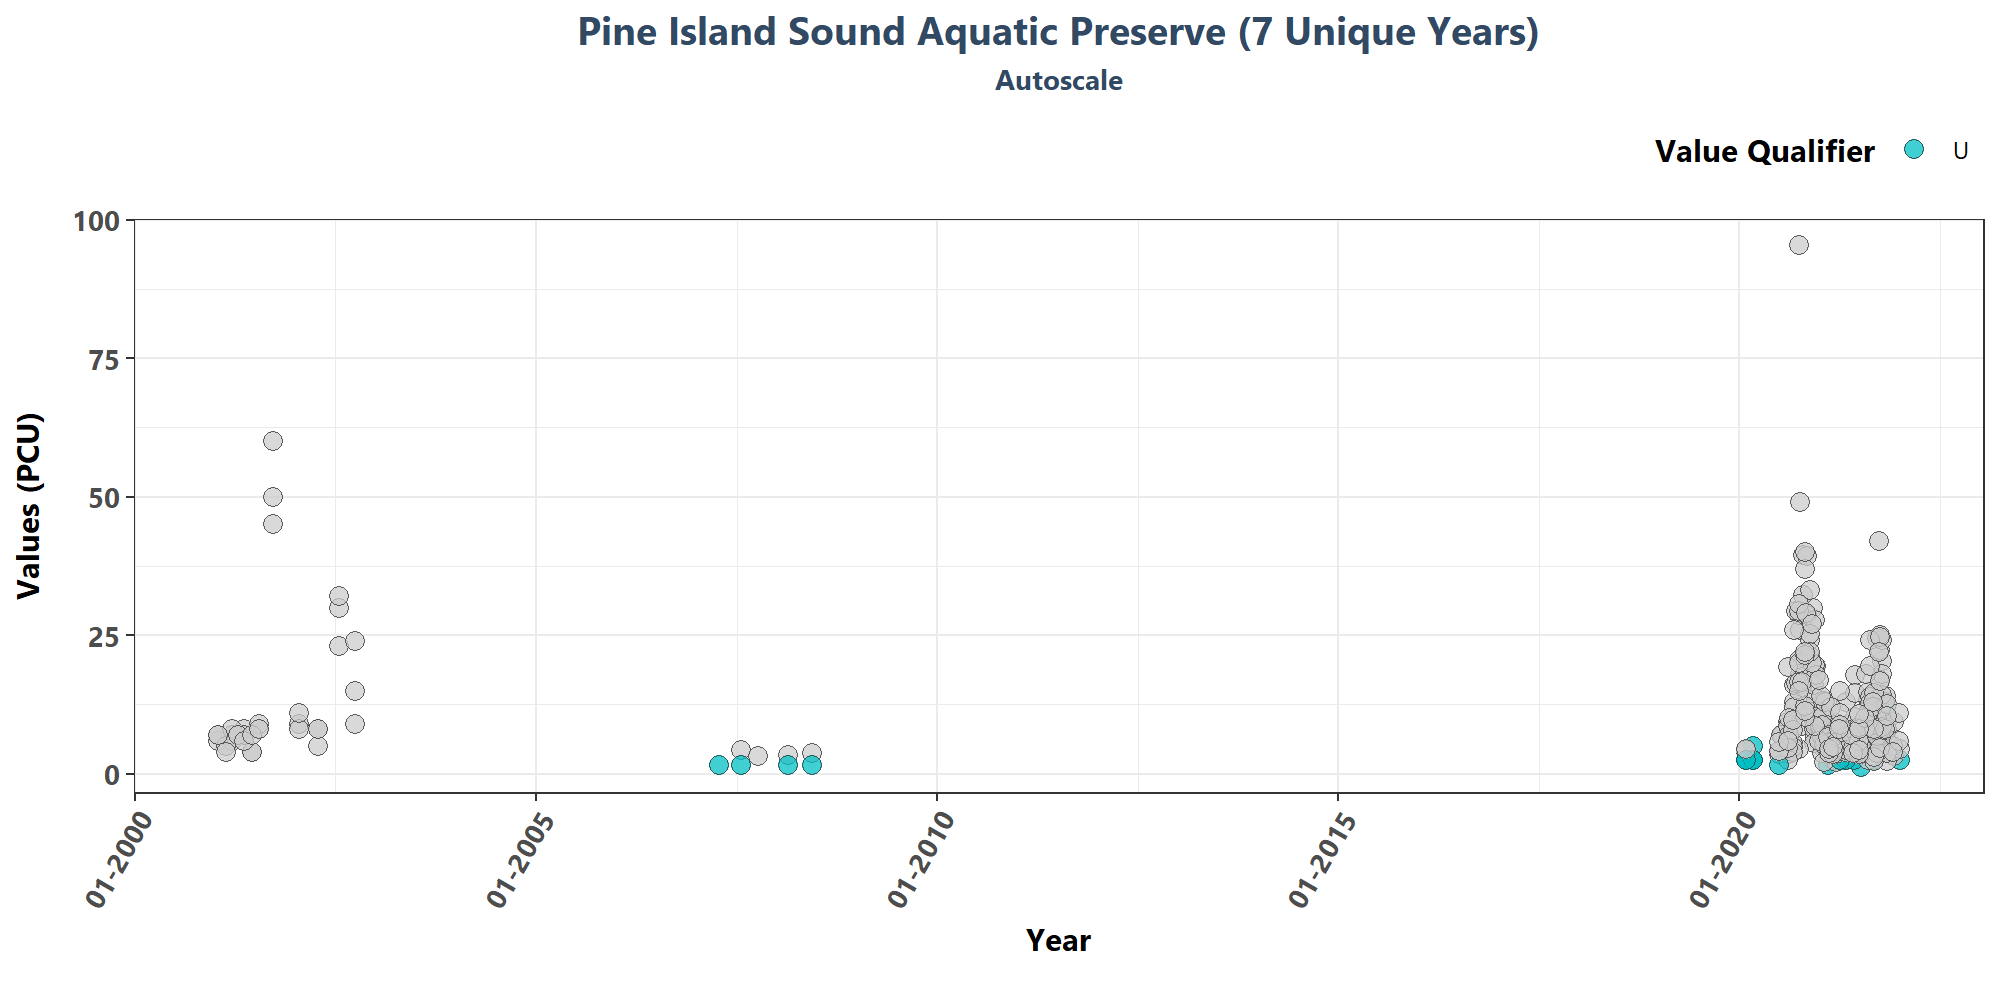 Pine Island Sound Aquatic Preserve (7 Unique Years)
Autoscale
Value Qualifier U
Values (PCU)
100
75
50
25
0
01-2000
01-2005
01-2010
01-2015
01-2020
Year